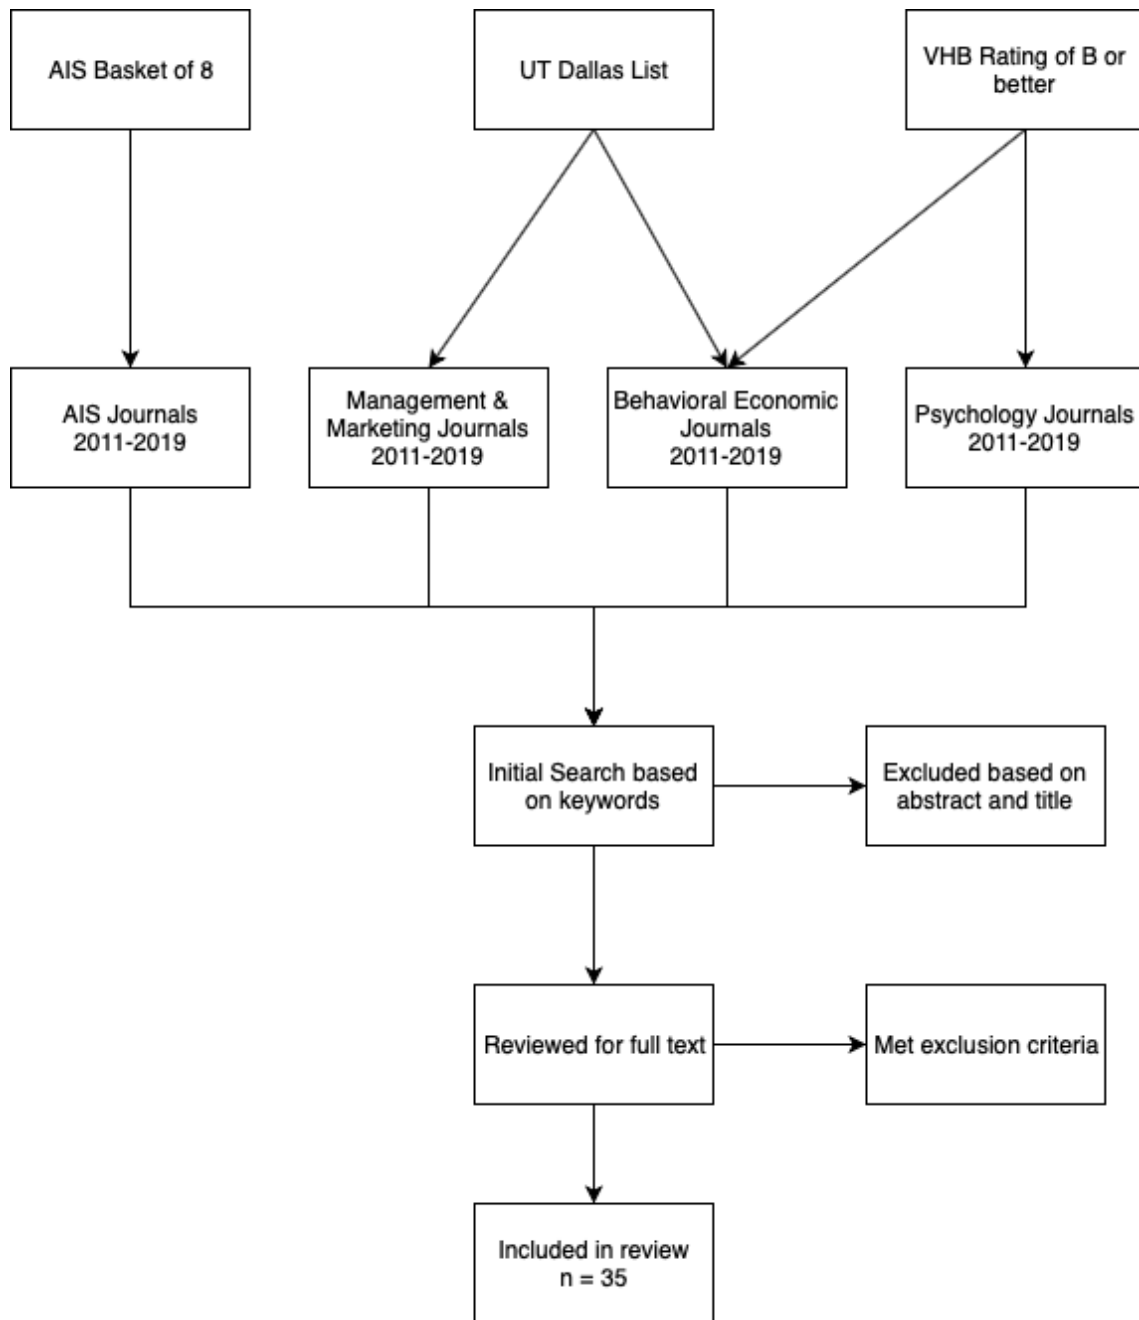 AIS Basket of 8
UT Dallas List
VHB Rating of B or
better
AIS Journals
2011-2019
Management &
Marketing Journals
2011-2019
Behavioral Economic
Journals
2011-2019
Psychology Journals
2011-2019
Initial Search based
on keywords
Excluded based on
abstract and title
Reviewed for full text
Met exclusion criteria
Included in review
n = 35